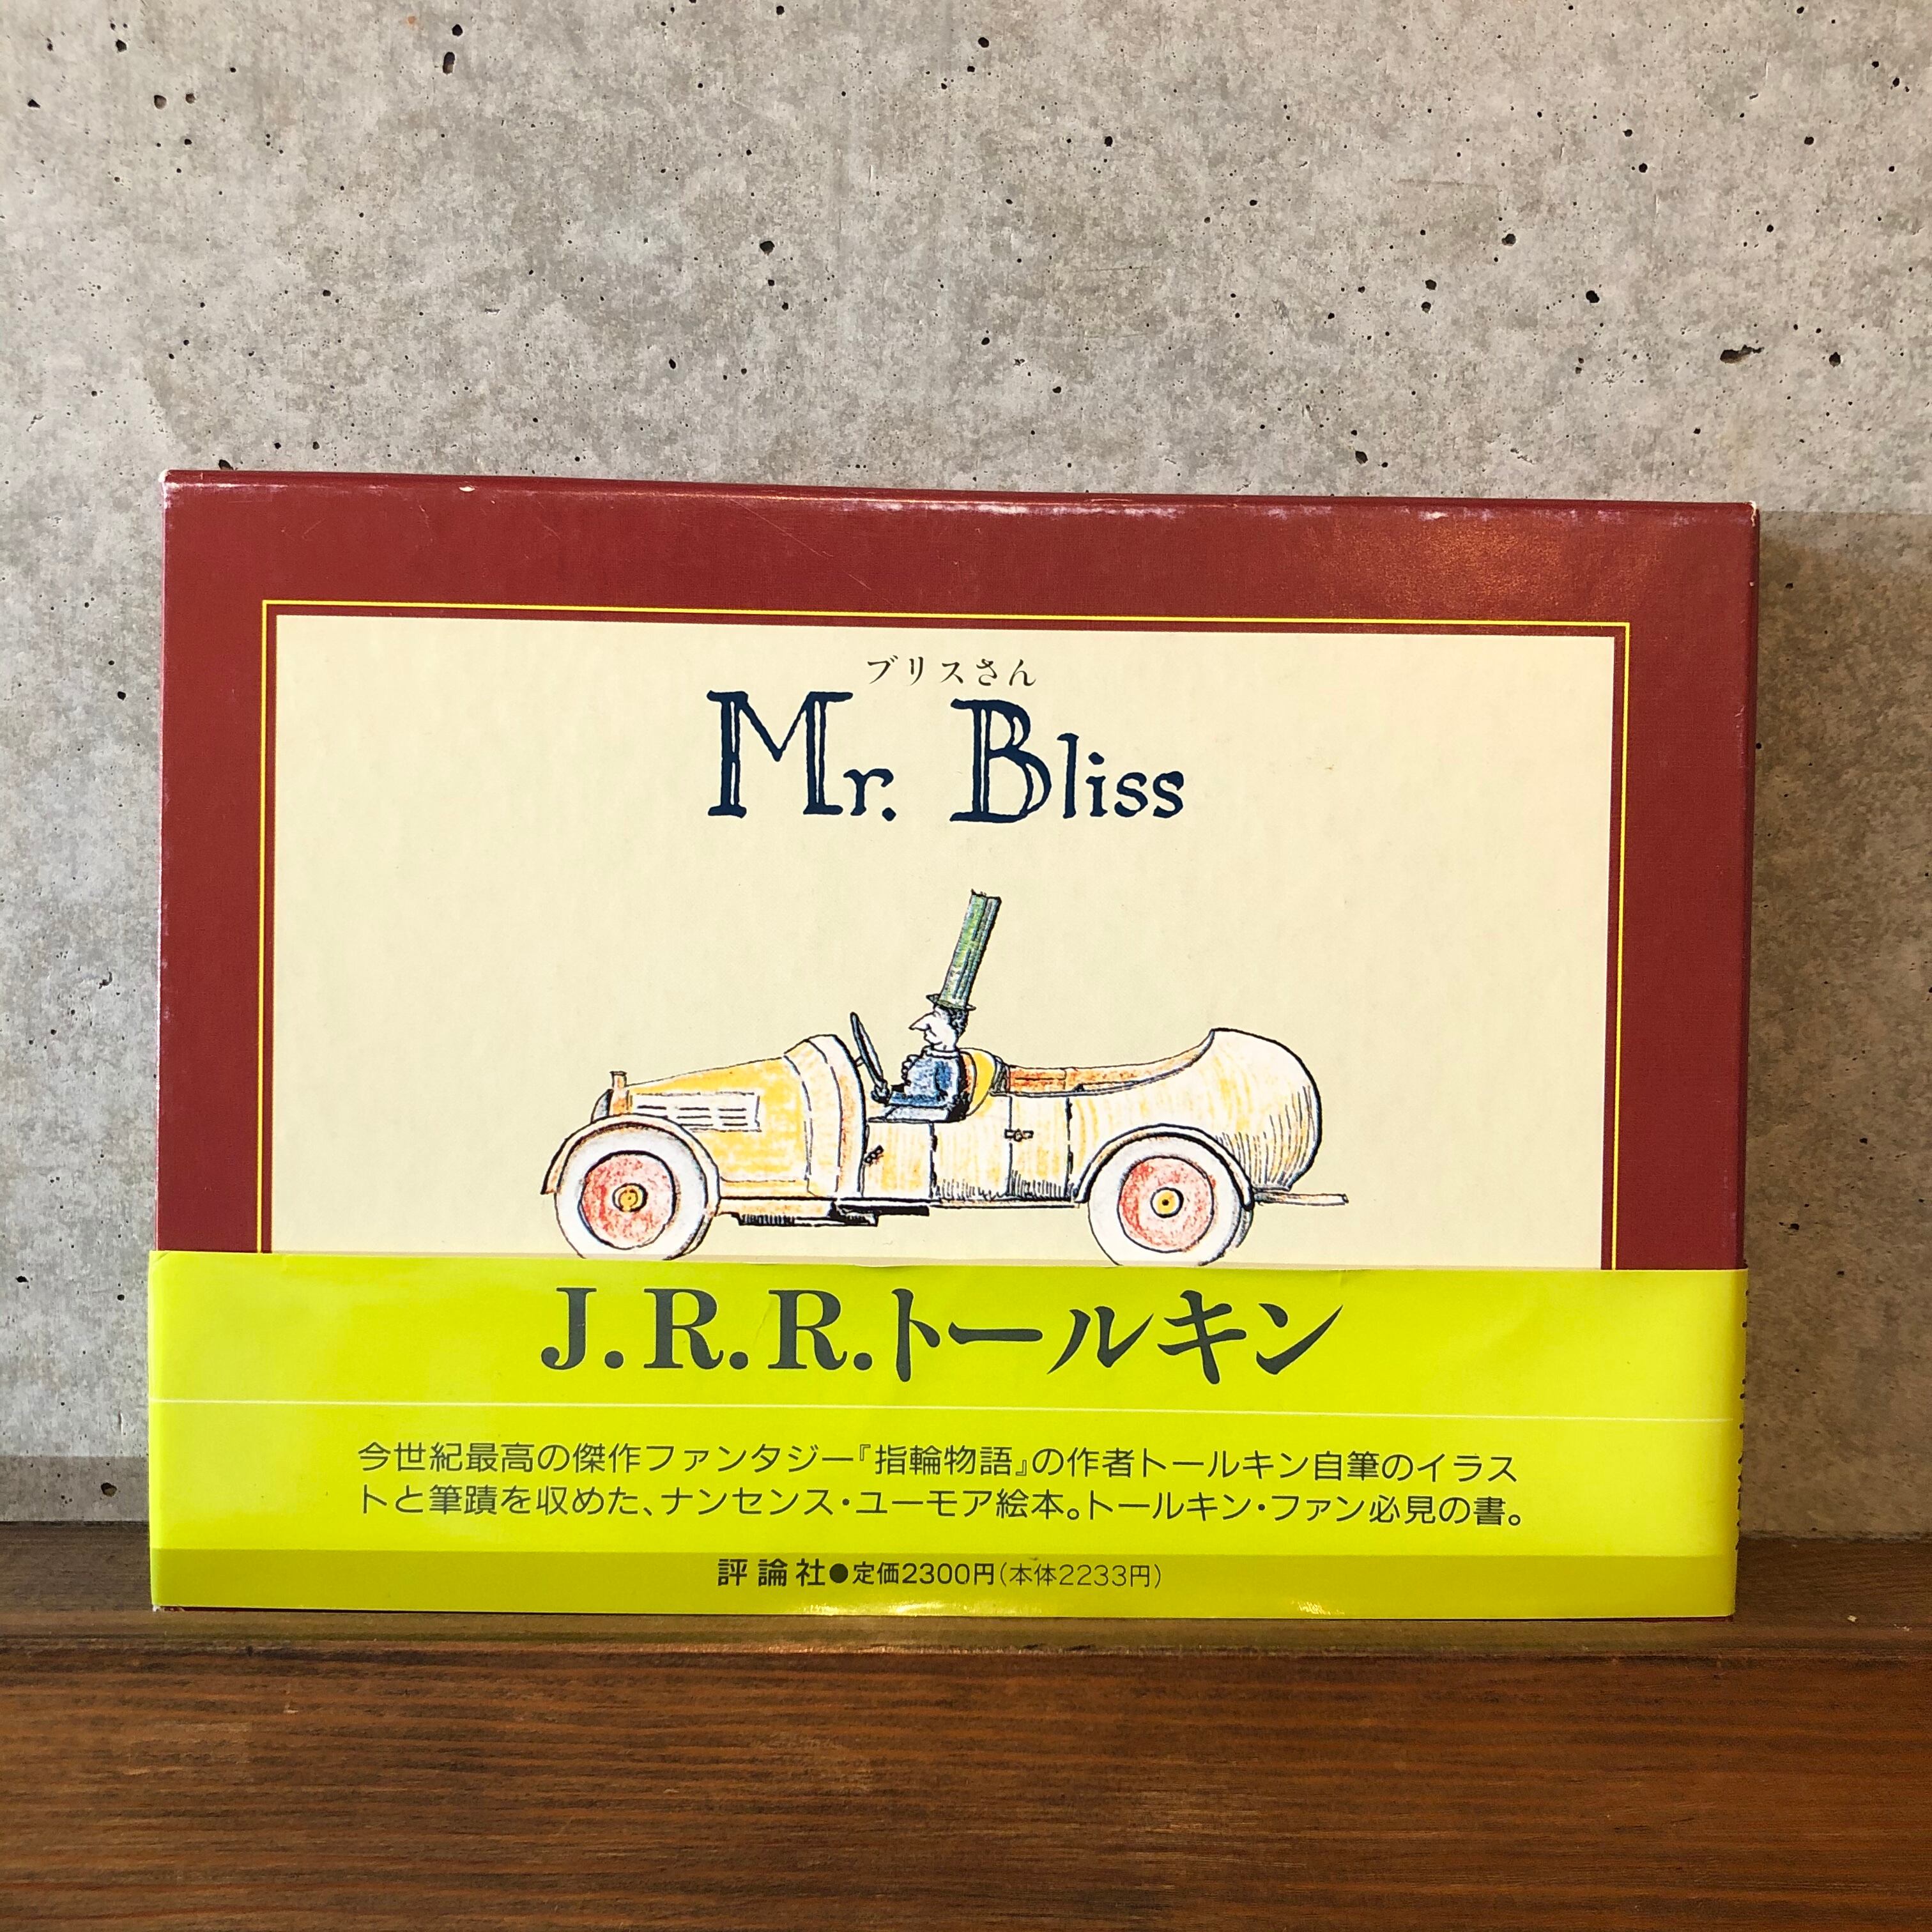 ブリスさん
Mr. Bliss
J.R.R.トールキン
今世紀最高の傑作ファンタジー『指輪物語』の作者トールキン自筆のイラス
トと筆蹟を収めた、ナンセンス・ユーモア絵本。トールキン・ファン必見の書。
評論社●定価2300円(本体2233円)